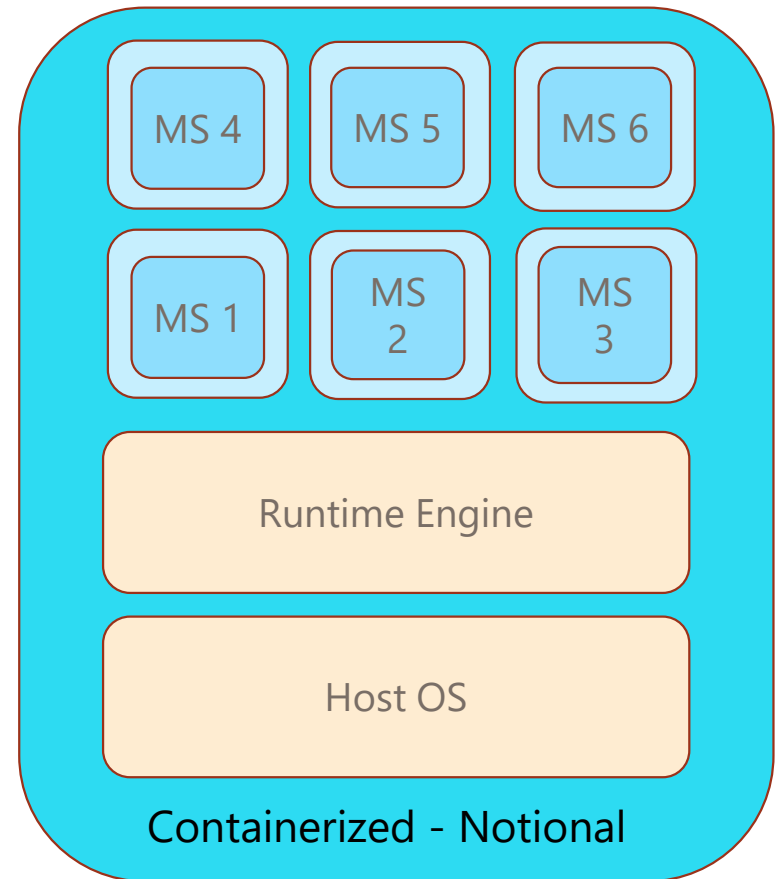 MS 4
MS 5
MS 6
MS 1
MS
2
MS
3
Runtime Engine
Host OS
Containerized - Notional